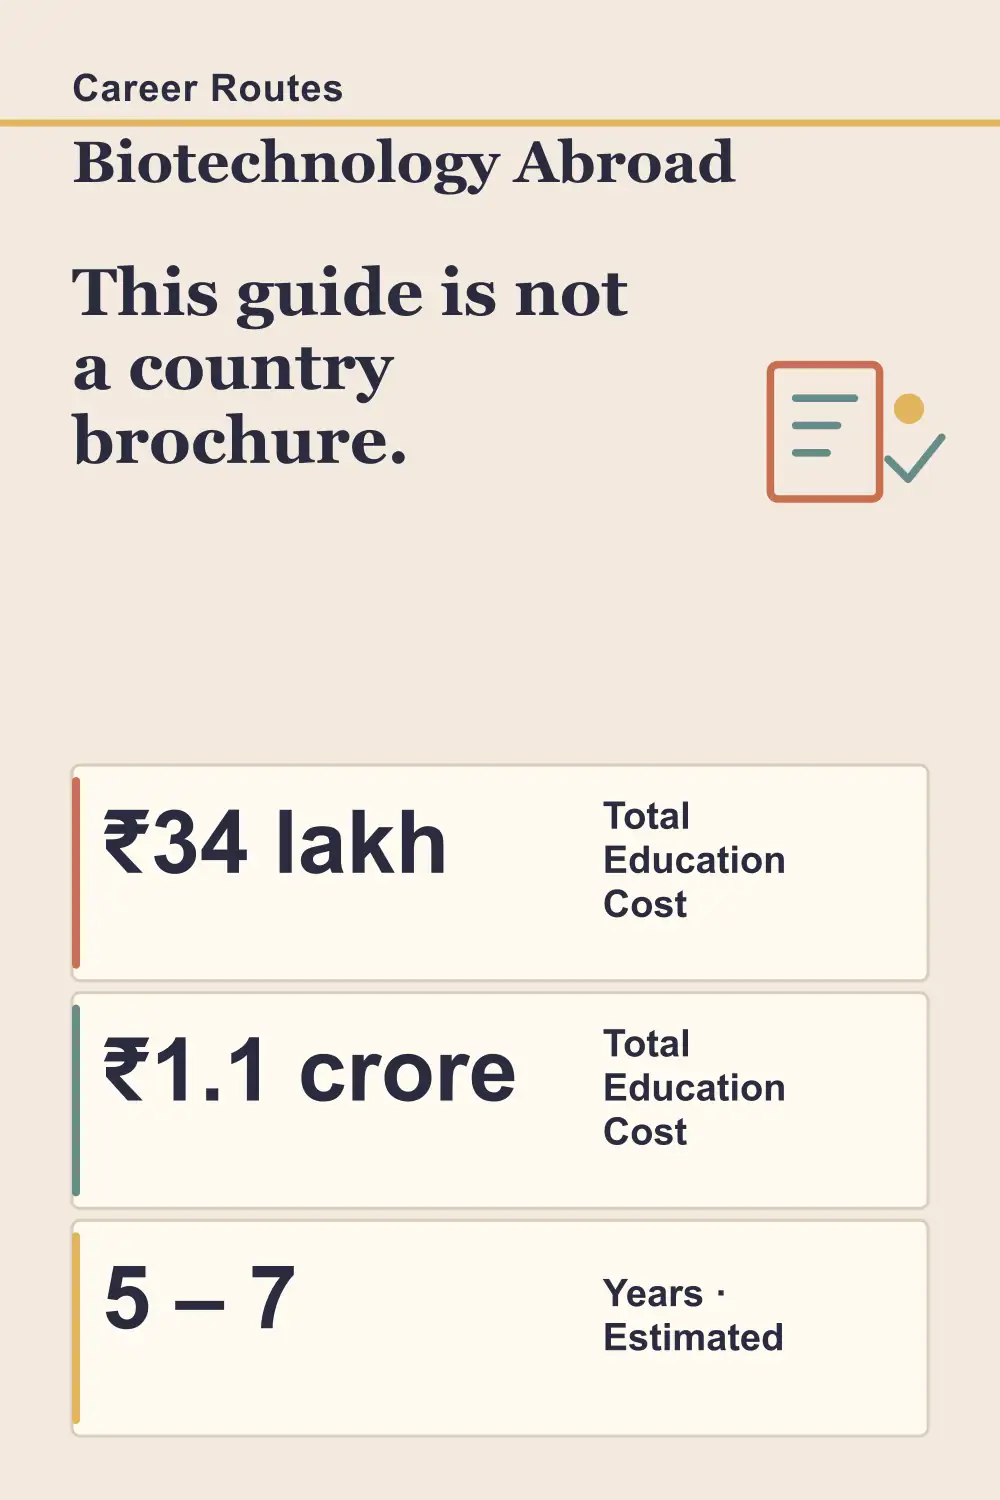 Career Routes
Biotechnology Abroad
This guide is not
a country
brochure.
₹34 lakh
Total
Education
Cost
₹1.1 crore
Total
Education
Cost
5 – 7
Years ·
Estimated